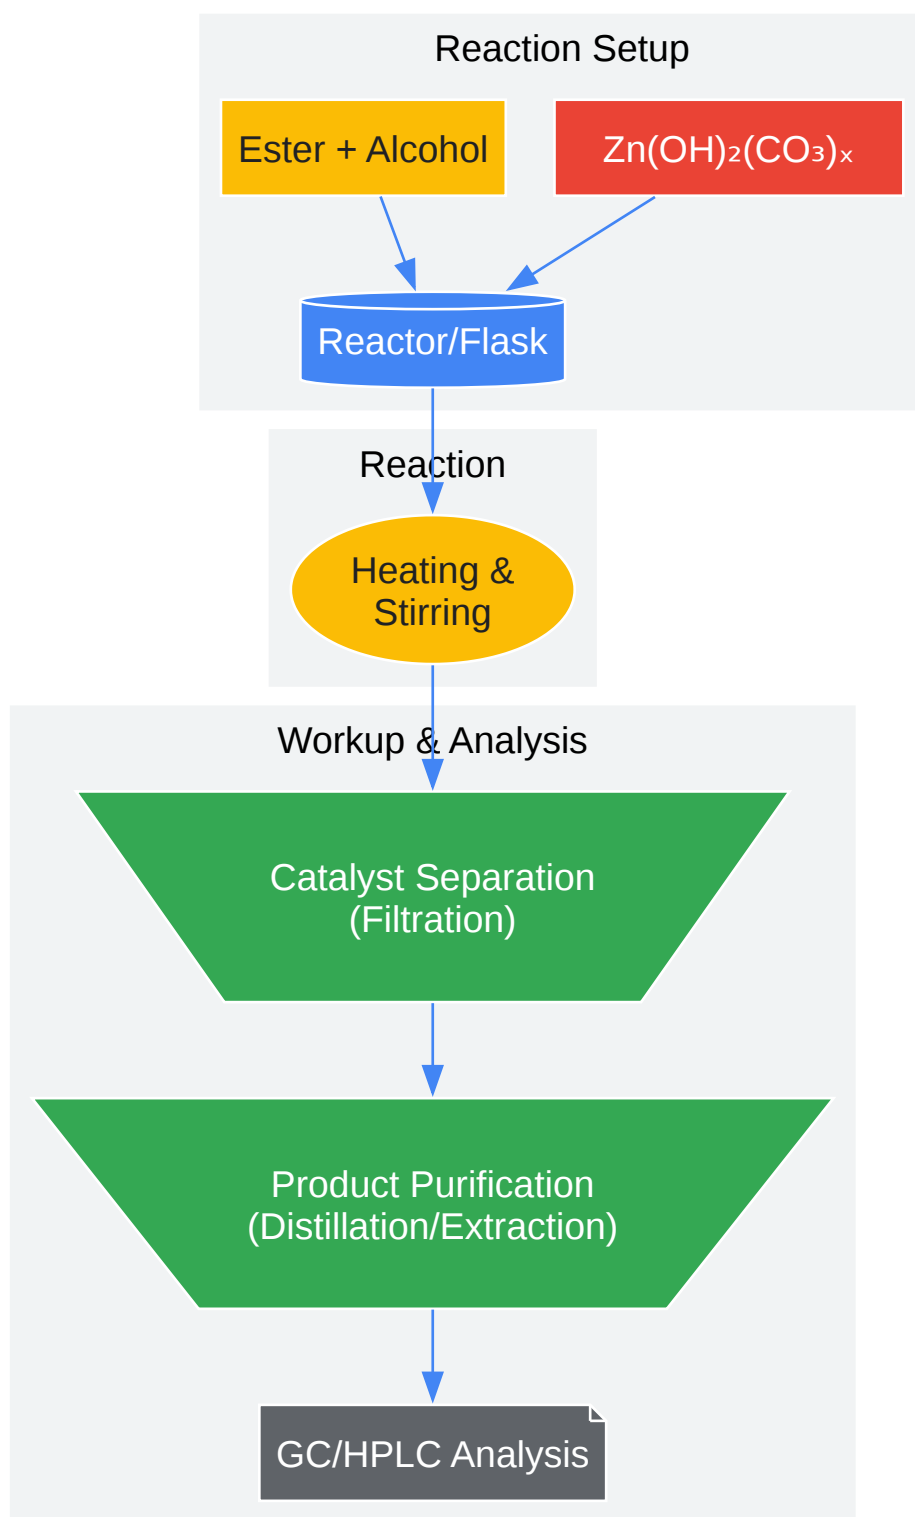 Reaction Setup
Ester + Alcohol
Zn(OH)₂(CO₃)ₓ
Reactor/Flask
Reaction
Heating &
Stirring
Workup & Analysis
Catalyst Separation
(Filtration)
Product Purification
(Distillation/Extraction)
GC/HPLC Analysis